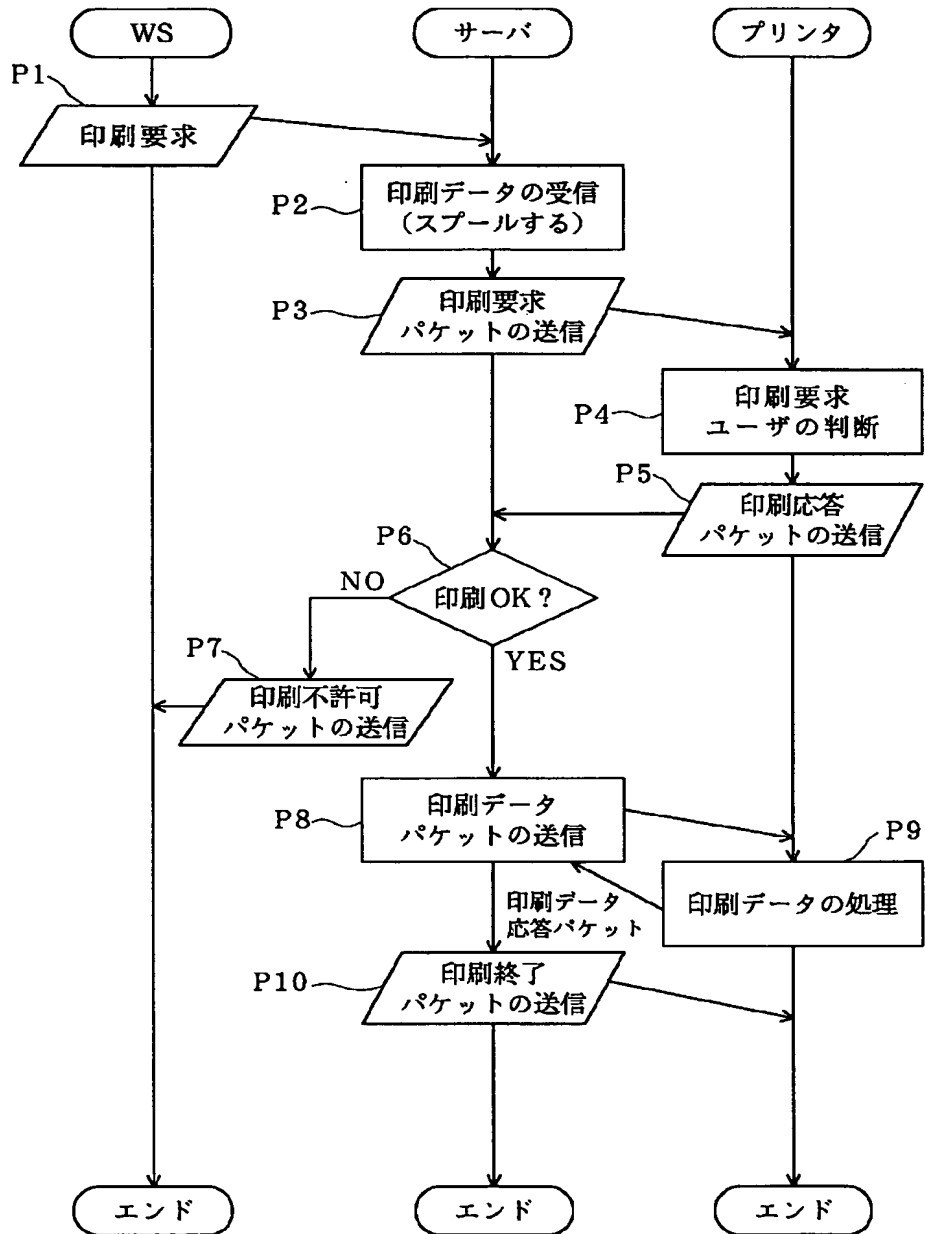 WS
サーバ
プリンタ
P1
印刷要求
P2
印刷データの受信
（スプールする）
P3
印刷要求
パケットの送信
P4
印刷要求
ユーザの判断
P5
印刷応答
パケットの送信
P6
印刷OK？
NO
YES
P7
印刷不許可
パケットの送信
P8
印刷データ
パケットの送信
P9
印刷データの処理
印刷データ
応答パケット
P10
印刷終了
パケットの送信
エンド
エンド
エンド